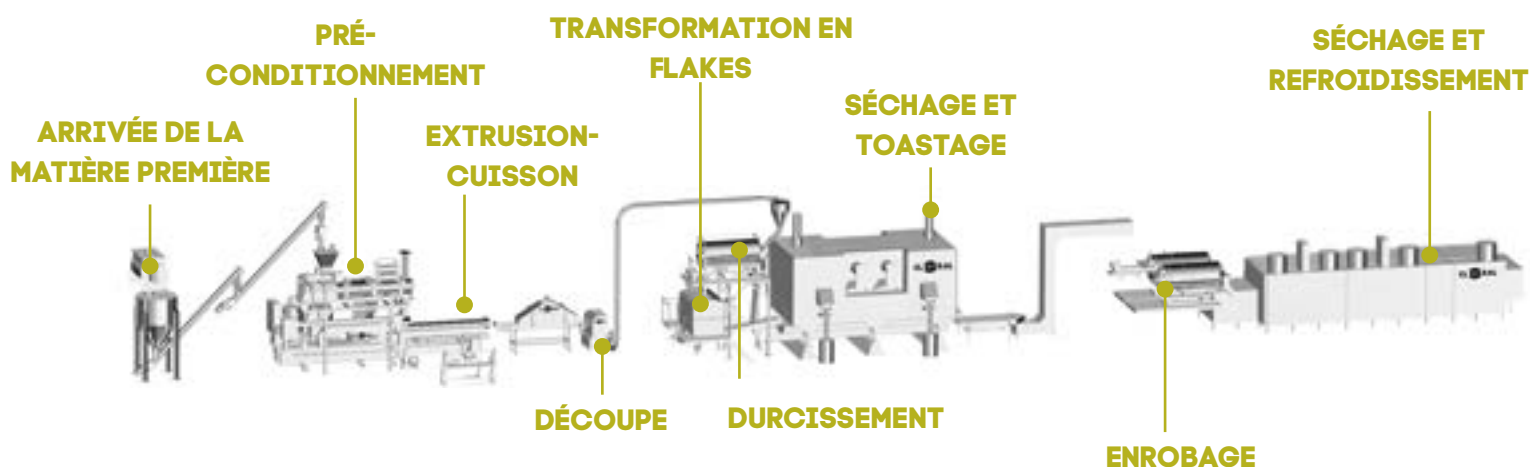 ARRIVÉE DE LA
MATIÈRE PREMIÈRE
PRÉ-
CONDITIONNEMENT
EXTRUSION-
CUISSON
DÉCOUPE
TRANSFORMATION EN
FLAKES
DURCISSEMENT
SÉCHAGE ET
TOASTAGE
ENROBAGE
SÉCHAGE ET
REFROIDISSEMENT